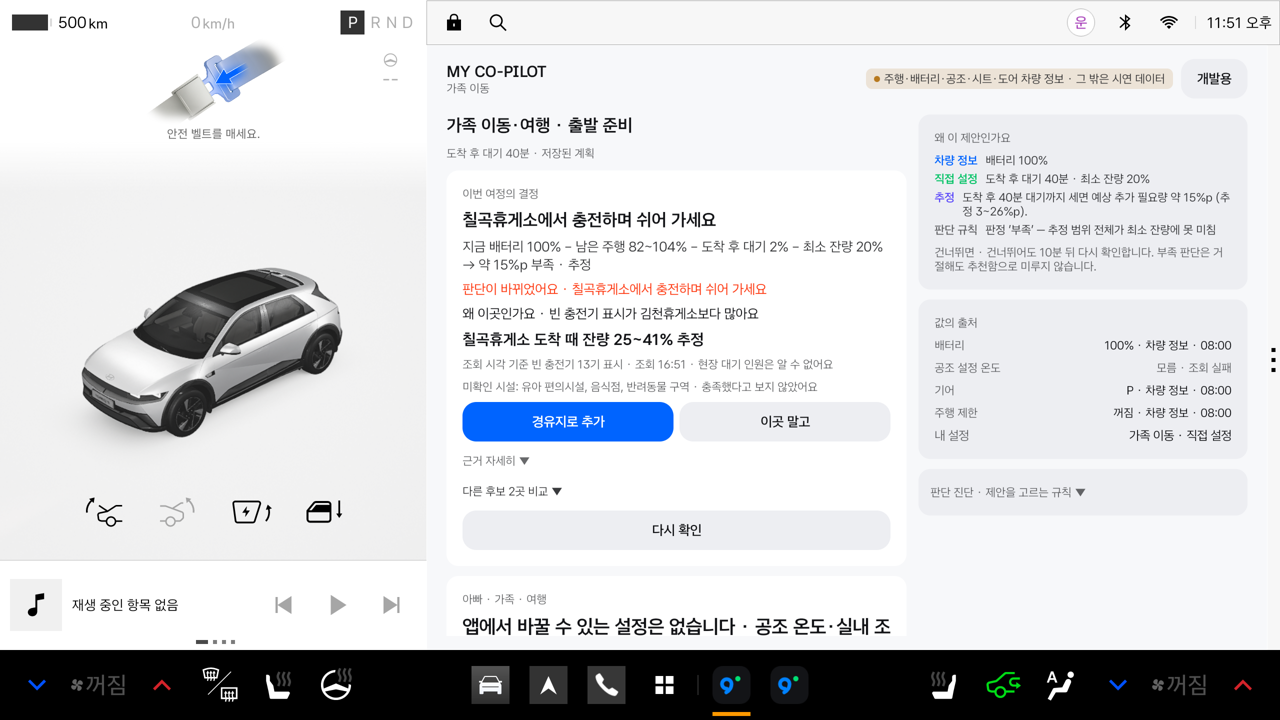 500 km
0 km/h
P R N D
운
11:51 오후
안전 벨트를 매세요.
MY CO-PILOT
가족 이동
주행·배터리·공조·시트·도어 차량 정보 · 그 밖은 시연 데이터
개발용
가족 이동·여행 · 출발 준비
도착 후 대기 40분 · 저장된 계획
이번 여정의 결정
칠곡휴게소에서 충전하며 쉬어 가세요
지금 배터리 100% − 남은 주행 82~104% − 도착 후 대기 2% − 최소 잔량 20%
→ 약 15%p 부족 · 추정
판단이 바뀌었어요 · 칠곡휴게소에서 충전하며 쉬어 가세요
왜 이곳인가요 · 빈 충전기 표시가 김천휴게소보다 많아요
칠곡휴게소 도착 때 잔량 25~41% 추정
조회 시각 기준 빈 충전기 13기 표시 · 조회 16:51 · 현장 대기 인원은 알 수 없어요
미확인 시설: 유아 편의시설, 음식점, 반려동물 구역 · 충족했다고 보지 않았어요
경유지로 추가
이곳 말고
근거 자세히 ▼
다른 후보 2곳 비교 ▼
다시 확인
아빠 · 가족 · 여행
앱에서 바꿀 수 있는 설정은 없습니다 · 공조 온도·실내 조
왜 이 제안인가요
차량 정보 배터리 100%
직접 설정 도착 후 대기 40분 · 최소 잔량 20%
추정 도착 후 40분 대기까지 세면 예상 추가 필요량 약 15%p (추
정 3~26%p).
판단 규칙 판정 ‘부족’ — 추정 범위 전체가 최소 잔량에 못 미침
건너뛰면 · 건너뛰어도 10분 뒤 다시 확인합니다. 부족 판단은 거
절해도 추천함으로 미루지 않습니다.
값의 출처
배터리 100% · 차량 정보 · 08:00
공조 설정 온도 모름 · 조회 실패
기어 P · 차량 정보 · 08:00
주행 제한 꺼짐 · 차량 정보 · 08:00
내 설정 가족 이동 · 직접 설정
판단 진단 · 제안을 고르는 규칙 ▼
재생 중인 항목 없음
꺼짐
A
꺼짐